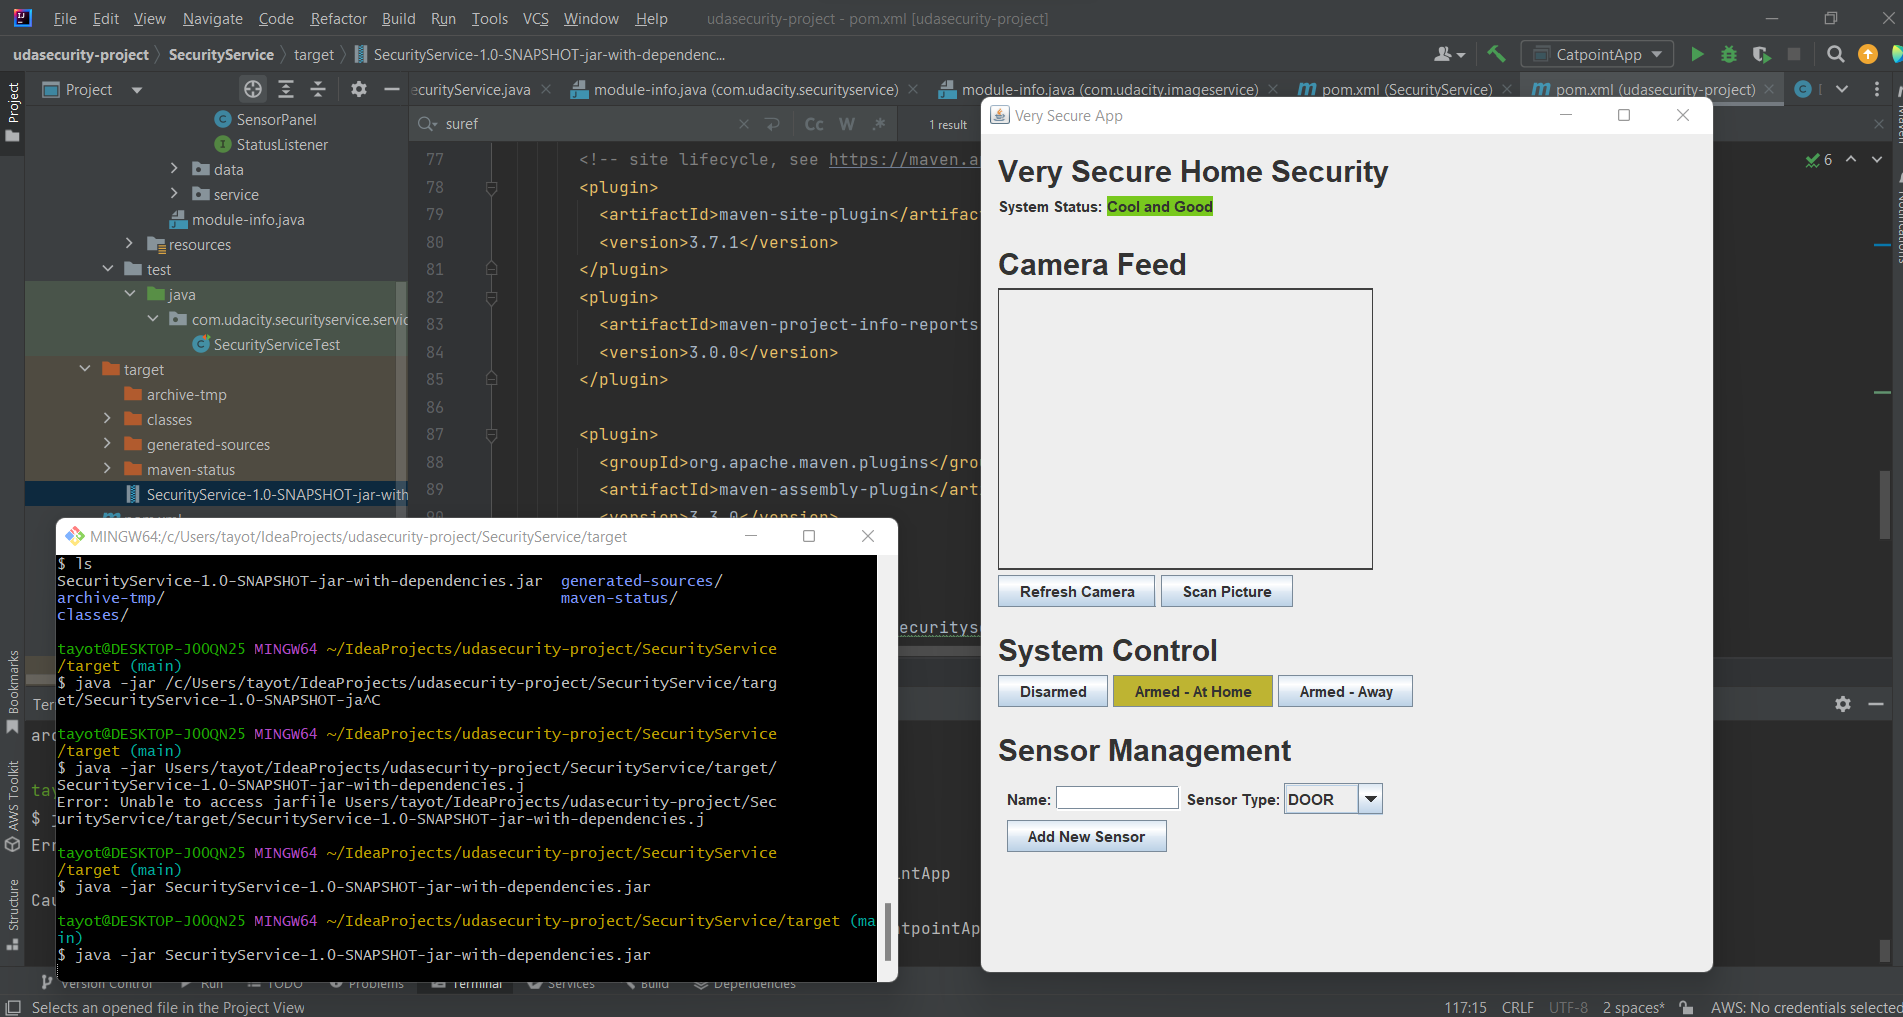 File Edit View Navigate Code Refactor Build Run Tools VCS Window Help udasecurity-project - pom.xml [udasecurity-project]
udasecurity-project SecurityService target SecurityService-1.0-SNAPSHOT-jar-with-dependenc... CatpointApp
Project ecurityService.java module-info.java (com.udacity.securityservice) module-info.java (com.udacity.imageservice) pom.xml (SecurityService) pom.xml (udasecurity-project)
suref Cc W .* 1 result
Project
SensorPanel
StatusListener
data
service
module-info.java
resources
test
java
com.udacity.securityservice.servic
SecurityServiceTest
target
archive-tmp
classes
generated-sources
maven-status
SecurityService-1.0-SNAPSHOT-jar-with
77 <!-- site lifecycle, see https://maven.a
78 <plugin>
79 <artifactId>maven-site-plugin</artifac
80 <version>3.7.1</version>
81 </plugin>
82 <plugin>
83 <artifactId>maven-project-info-reports
84 <version>3.0.0</version>
85 </plugin>
86
87 <plugin>
88 <groupId>org.apache.maven.plugins</grou
89 <artifactId>maven-assembly-plugin</art
90 <version>3.3.0</version>
ecuritys
6
MINGW64:/c/Users/tayot/IdeaProjects/udasecurity-project/SecurityService/target
$ ls
SecurityService-1.0-SNAPSHOT-jar-with-dependencies.jar generated-sources/
archive-tmp/ maven-status/
classes/
tayot@DESKTOP-JOOQN25 MINGW64 ~/IdeaProjects/udasecurity-project/SecurityService
/target (main)
$ java -jar /c/Users/tayot/IdeaProjects/udasecurity-project/SecurityService/targ
et/SecurityService-1.0-SNAPSHOT-ja^C
tayot@DESKTOP-JOOQN25 MINGW64 ~/IdeaProjects/udasecurity-project/SecurityService
/target (main)
$ java -jar Users/tayot/IdeaProjects/udasecurity-project/SecurityService/target/
SecurityService-1.0-SNAPSHOT-jar-with-dependencies.j
Error: Unable to access jarfile Users/tayot/IdeaProjects/udasecurity-project/Sec
urityService/target/SecurityService-1.0-SNAPSHOT-jar-with-dependencies.j
tayot@DESKTOP-JOOQN25 MINGW64 ~/IdeaProjects/udasecurity-project/SecurityService
/target (main)
$ java -jar SecurityService-1.0-SNAPSHOT-jar-with-dependencies.jar
tayot@DESKTOP-JOOQN25 MINGW64 ~/IdeaProjects/udasecurity-project/SecurityService/target (ma
in)
$ java -jar SecurityService-1.0-SNAPSHOT-jar-with-dependencies.jar
Very Secure App
Very Secure Home Security
System Status: Cool and Good
Camera Feed
Refresh Camera Scan Picture
System Control
Disarmed Armed - At Home Armed - Away
Sensor Management
Name: Sensor Type: DOOR
Add New Sensor
Bookmarks
AWS Toolkit
Structure
Ter
arc
tay
$ j
Err
Cau
ntApp
tpointAp
Version Control Run TODO Problems Terminal Services Build Dependencies
Selects an opened file in the Project View 117:15 CRLF UTF-8 2 spaces* AWS: No credentials selected